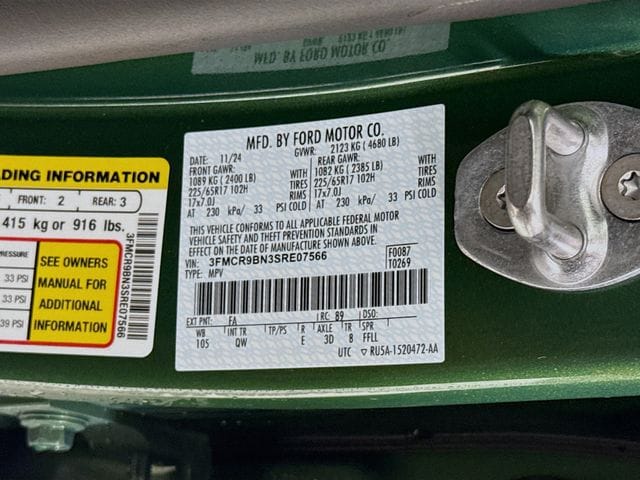 MFD. BY FORD MOTOR CO.
DATE: 11/24 GVWR: 2123 KG ( 4680 LB)
FRONT GAWR: REAR GAWR:
1089 KG ( 2400 LB) WITH 1082 KG ( 2385 LB) WITH
225/65R17 102H TIRES 225/65R17 102H TIRES
17x7.0J RIMS 17x7.0J RIMS
AT 230 kPa/ 33 PSI COLD AT 230 kPa/ 33 PSI COLD
THIS VEHICLE CONFORMS TO ALL APPLICABLE FEDERAL MOTOR
VEHICLE SAFETY AND THEFT PREVENTION STANDARDS IN EFFECT
ON THE DATE OF MANUFACTURE SHOWN ABOVE.
VIN: 3FMCR9BN3SRE07566 F0087
TYPE: MPV T0269
EXT PNT: FA RC: 89 DSO:
WB INT TR TP/PS R AXLE TR SPR
105 QW E 3D 8 FFLL
UTC ▽ RU5A-1520472-AA
DING INFORMATION
FRONT: 2 REAR: 3
415 kg or 916 lbs.
PRESSURE
33 PSI
33 PSI
39 PSI
SEE OWNERS
MANUAL FOR
ADDITIONAL
INFORMATION
3FMCR9BN3SRE07566